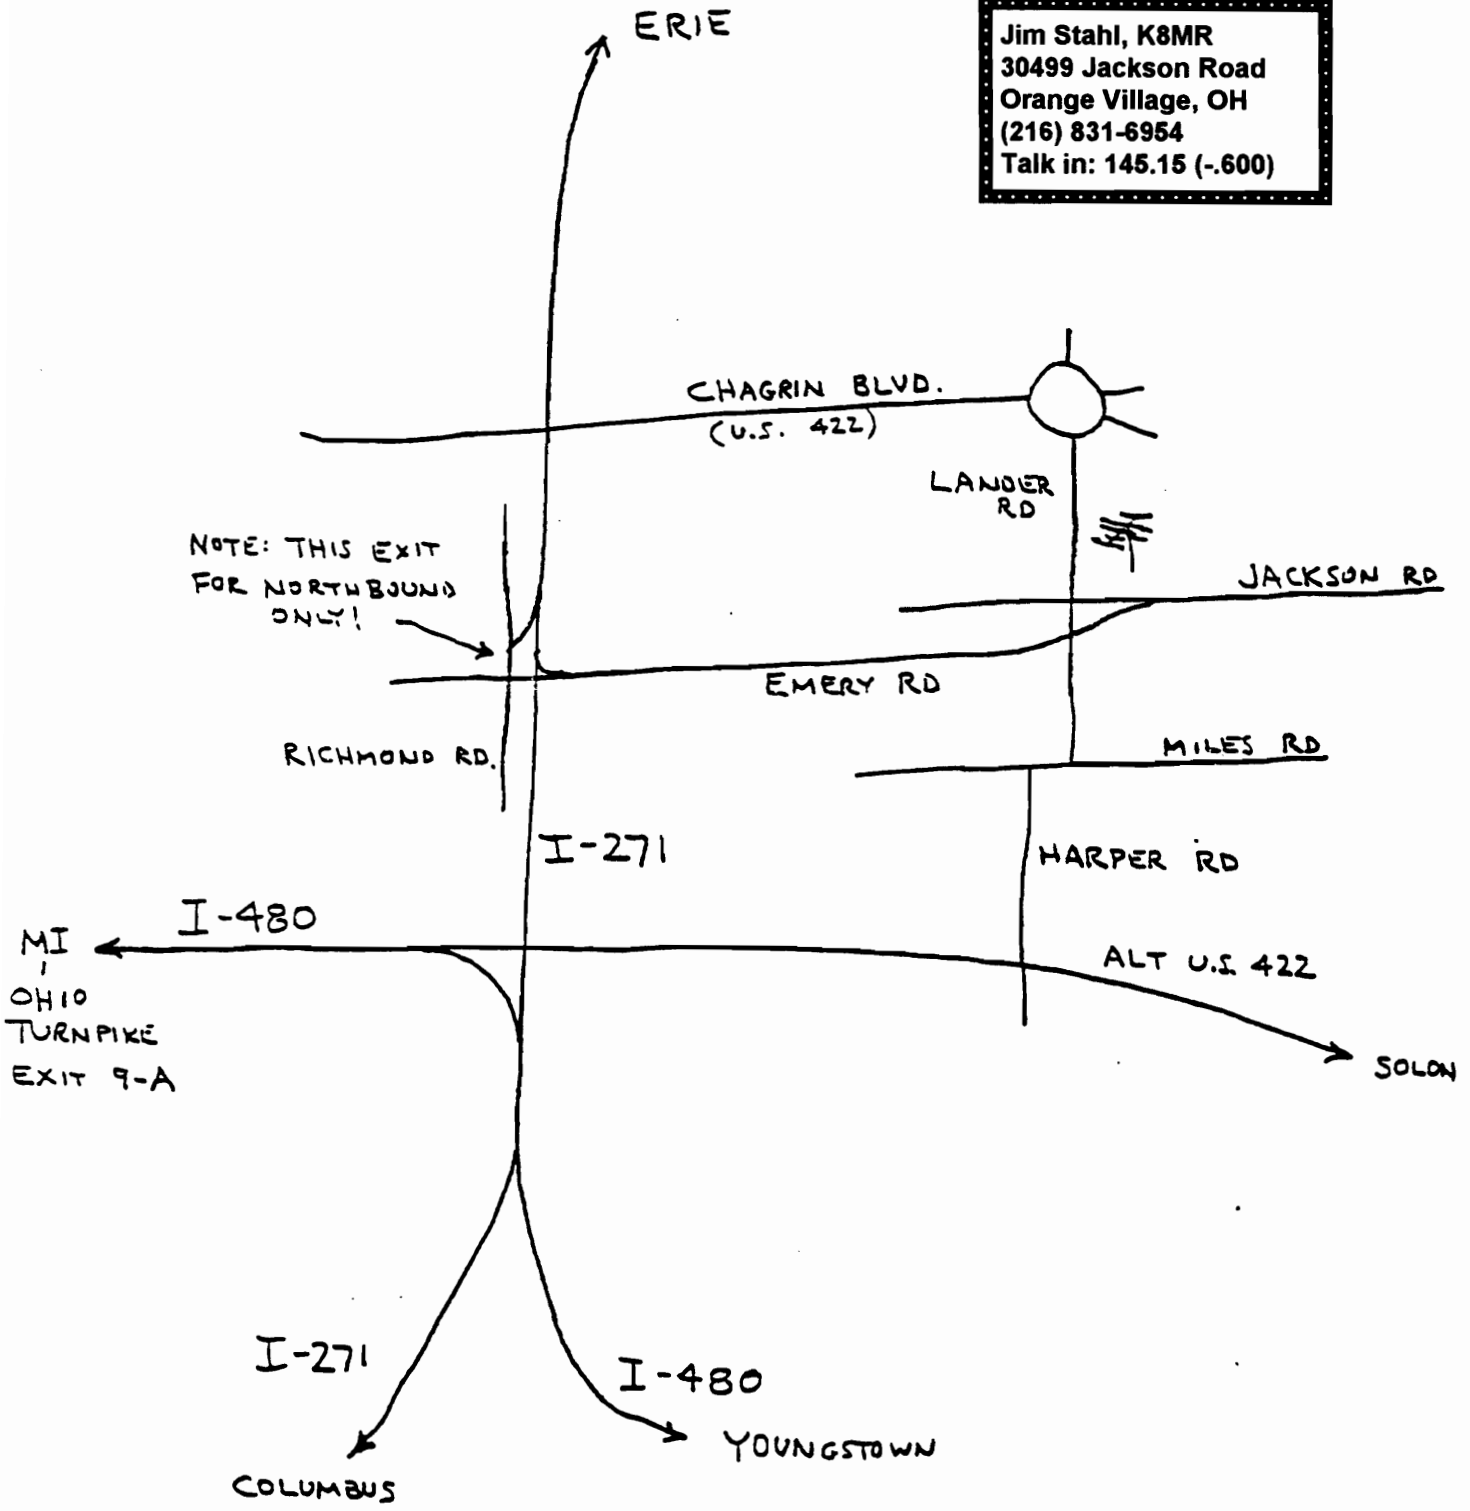 ERIE
Jim Stahl, K8MR
30499 Jackson Road
Orange Village, OH
(216) 831-6954
Talk in: 145.15 (-.600)
CHAGRIN BLVD.
(U.S. 422)
LANDER
RD
NOTE: THIS EXIT
FOR NORTHBOUND
ONLY!
JACKSON RD
EMERY RD
RICHMOND RD.
MILES RD
I-271
HARPER RD
I-480
MI
OHIO
TURNPIKE
EXIT 9-A
ALT U.S. 422
SOLON
I-271
I-480
YOUNGSTOWN
COLUMBUS